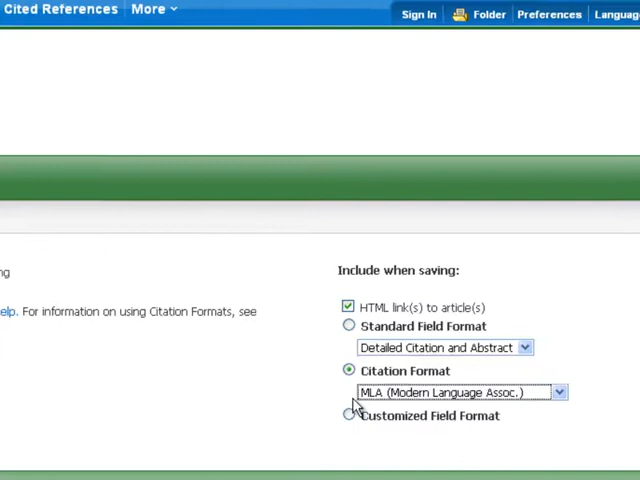 Cited References More
Sign In Folder Preferences Languag
Include when saving:
ng
HTML link(s) to article(s)
elp. For information on using Citation Formats, see
Standard Field Format
Detailed Citation and Abstract
Citation Format
MLA (Modern Language Assoc.)
Customized Field Format